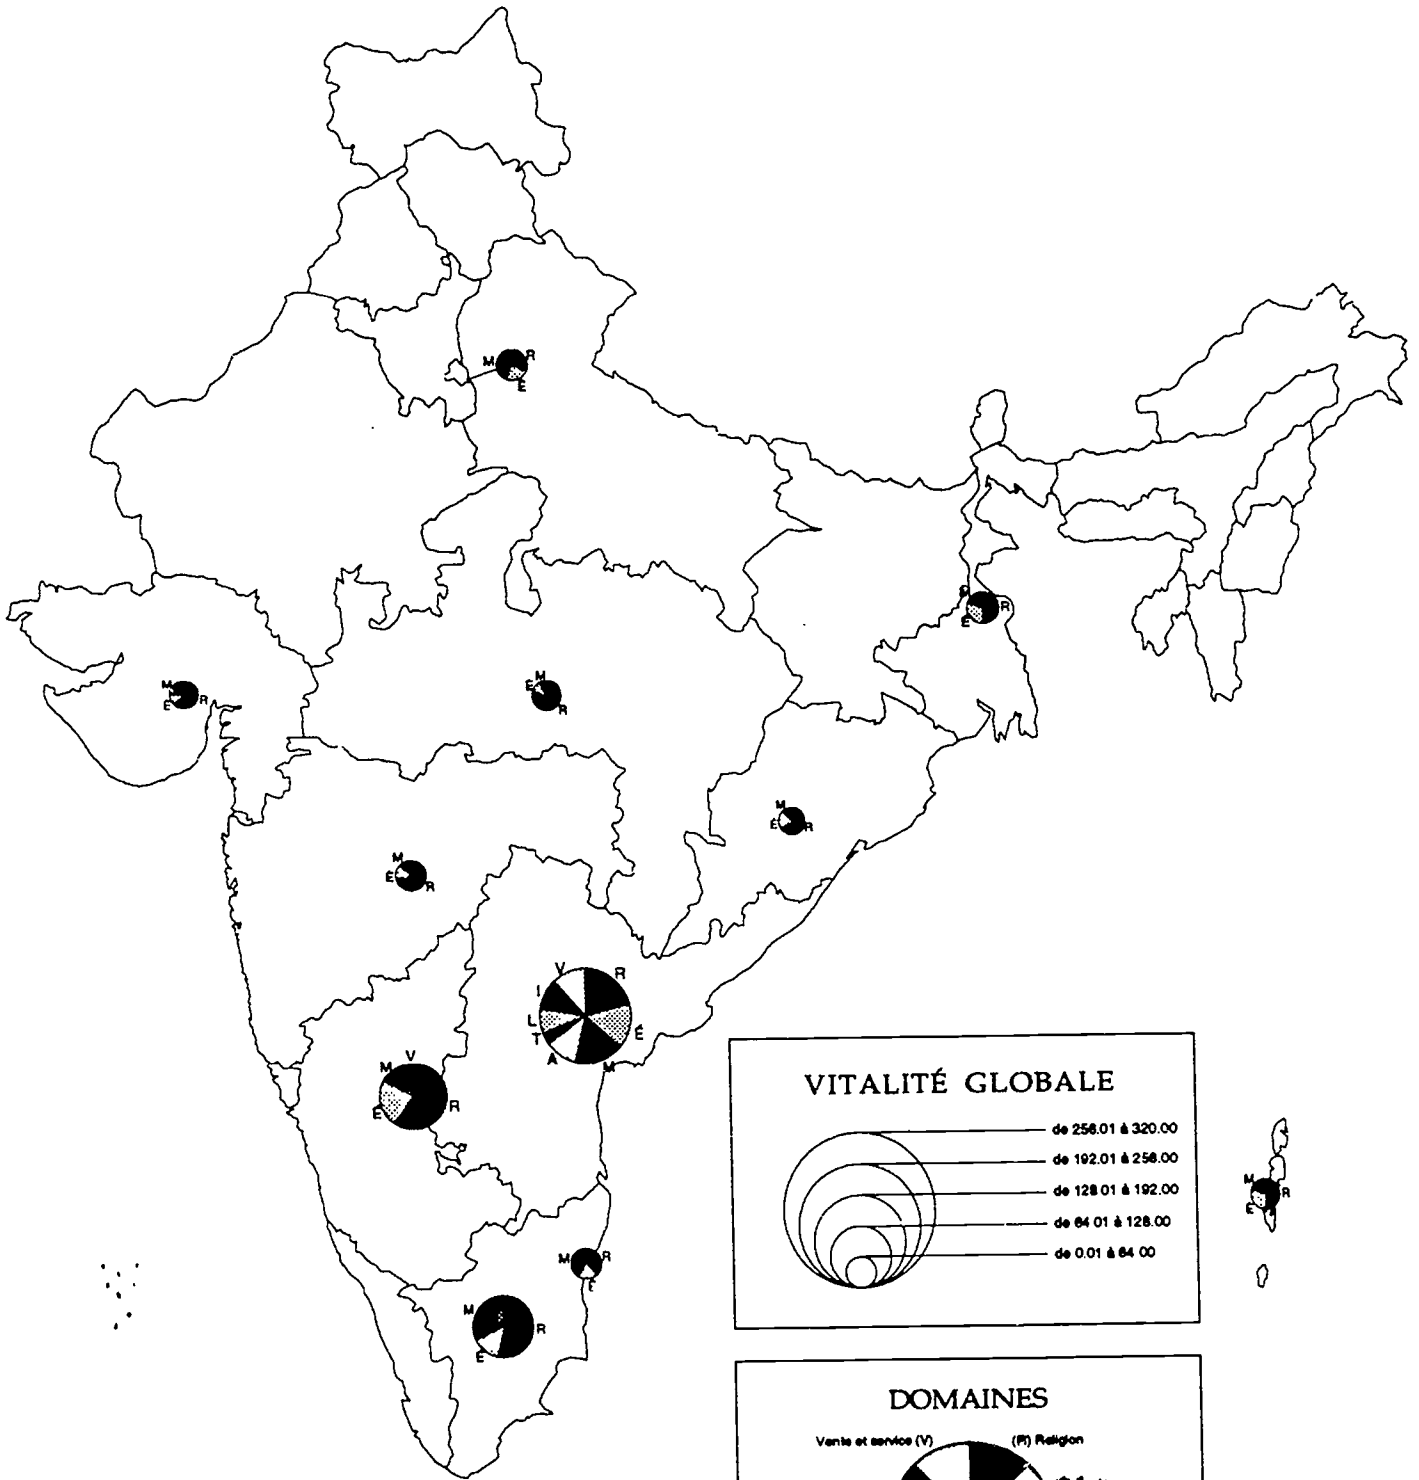 M R
E
M R
E
M
E R
M
E R
M
E R
M
E R
V R
I
L É
T
A M
V
M
E R
M R
E
M
R
E
M
R
E
VITALITÉ GLOBALE
de 256.01 à 320.00
de 192.01 à 256.00
de 128.01 à 192.00
de 64.01 à 128.00
de 0.01 à 64.00
DOMAINES
Vente et service (V) (R) Religion